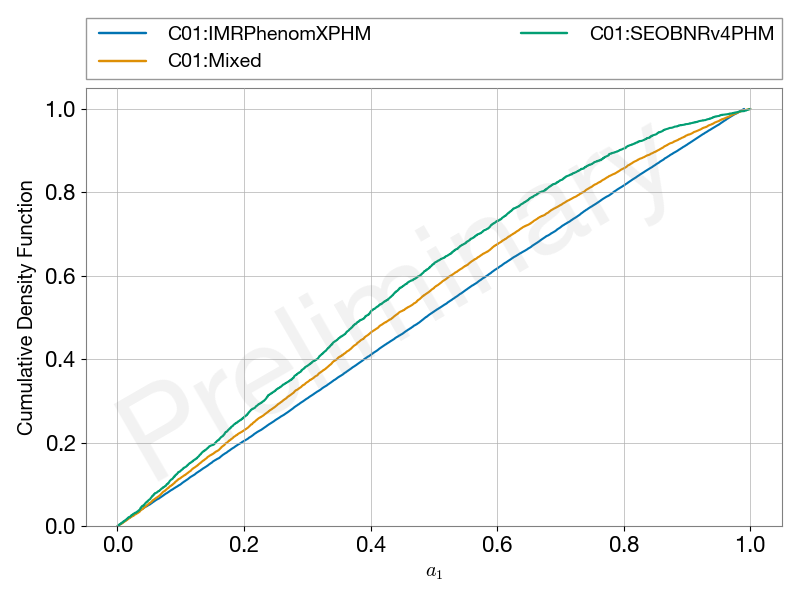 C01:IMRPhenomXPHM
C01:SEOBNRv4PHM
C01:Mixed
1.0
0.8
0.6
0.4
0.2
0.0
Cumulative Density Function
Preliminary
0.0 0.2 0.4 0.6 0.8 1.0
a₁